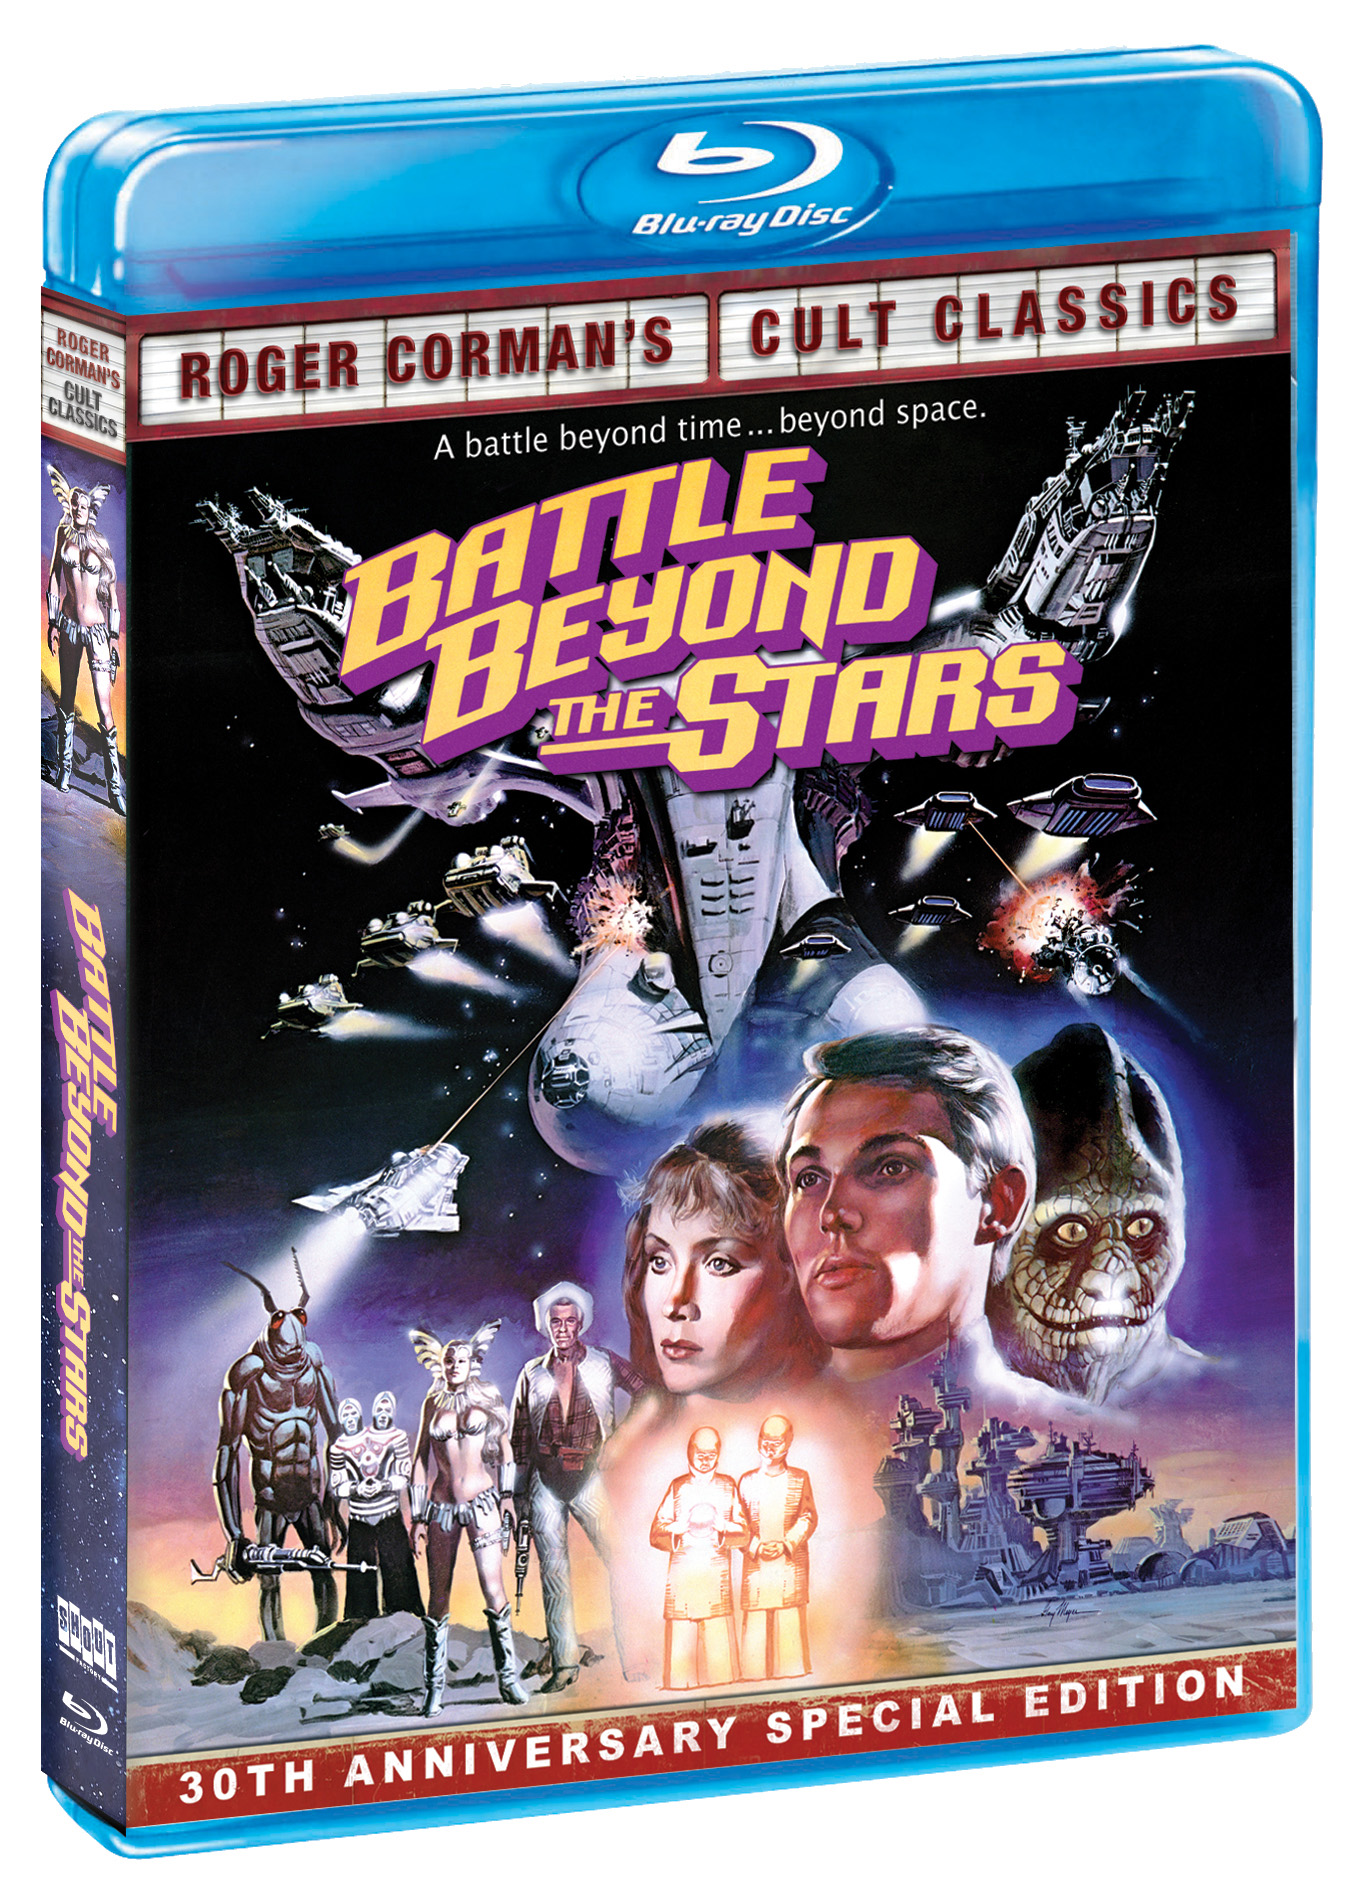 Blu-ray Disc
ROGER CORMAN'S CULT CLASSICS
A battle beyond time...beyond space.
BATTLE
BEYOND
THE STARS
30TH ANNIVERSARY SPECIAL EDITION
ROGER
CORMAN'S
CULT
CLASSICS
BATTLE
BEYOND
THE STARS
SHOUT
FACTORY
Blu-ray Disc